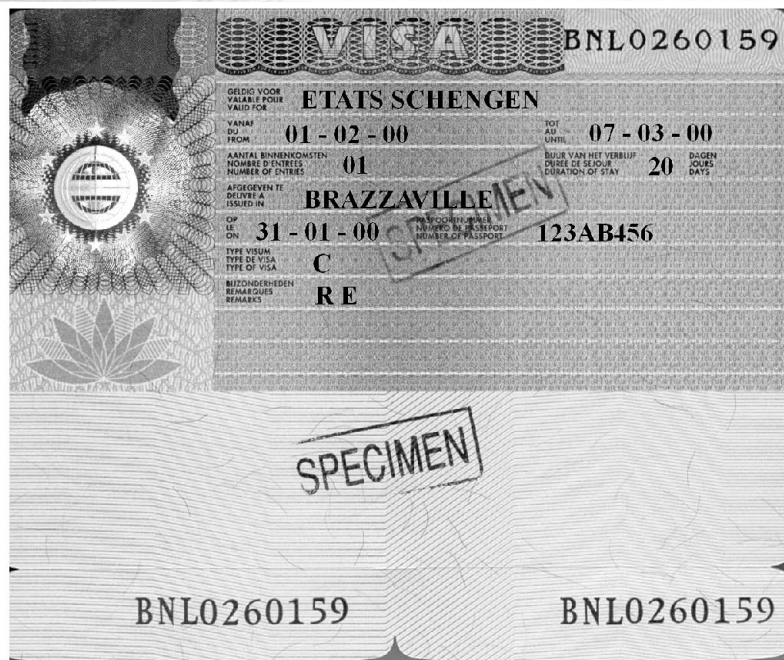 VISA BNL0260159
GELDIG VOOR
VALABLE POUR
VALID FOR
ETATS SCHENGEN
VANAF
DU
FROM
01 - 02 - 00
TOT
AU
UNTIL
07 - 03 - 00
AANTAL BINNENKOMSTEN
NOMBRE D'ENTREES
NUMBER OF ENTRIES
01
DUUR VAN HET VERBLIJF
DUREE DE SEJOUR
DURATION OF STAY
20
DAGEN
JOURS
DAYS
AFGEGEVEN TE
DELIVRE A
ISSUED IN
BRAZZAVILLE
OP
LE
ON
31 - 01 - 00
PASPOORTNUMMER
NUMERO DE PASSEPORT
NUMBER OF PASSPORT
123AB456
SPECIMEN
TYPE VISUM
TYPE DE VISA
TYPE OF VISA
C
BIJZONDERHEDEN
REMARQUES
REMARKS
R E
SPECIMEN
BNL0260159 BNL0260159